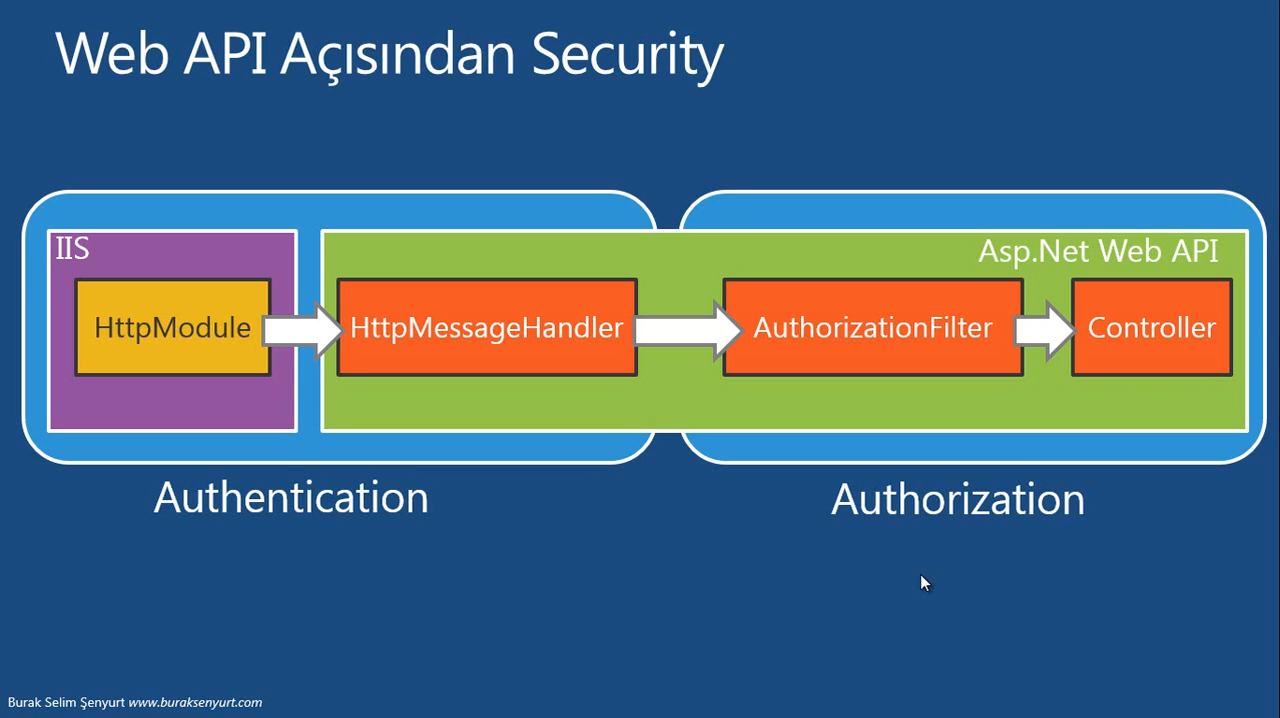 Web API Açısından Security
IIS
Asp.Net Web API
HttpModule
HttpMessageHandler
AuthorizationFilter
Controller
Authentication
Authorization
Burak Selim Şenyurt www.buraksenyurt.com